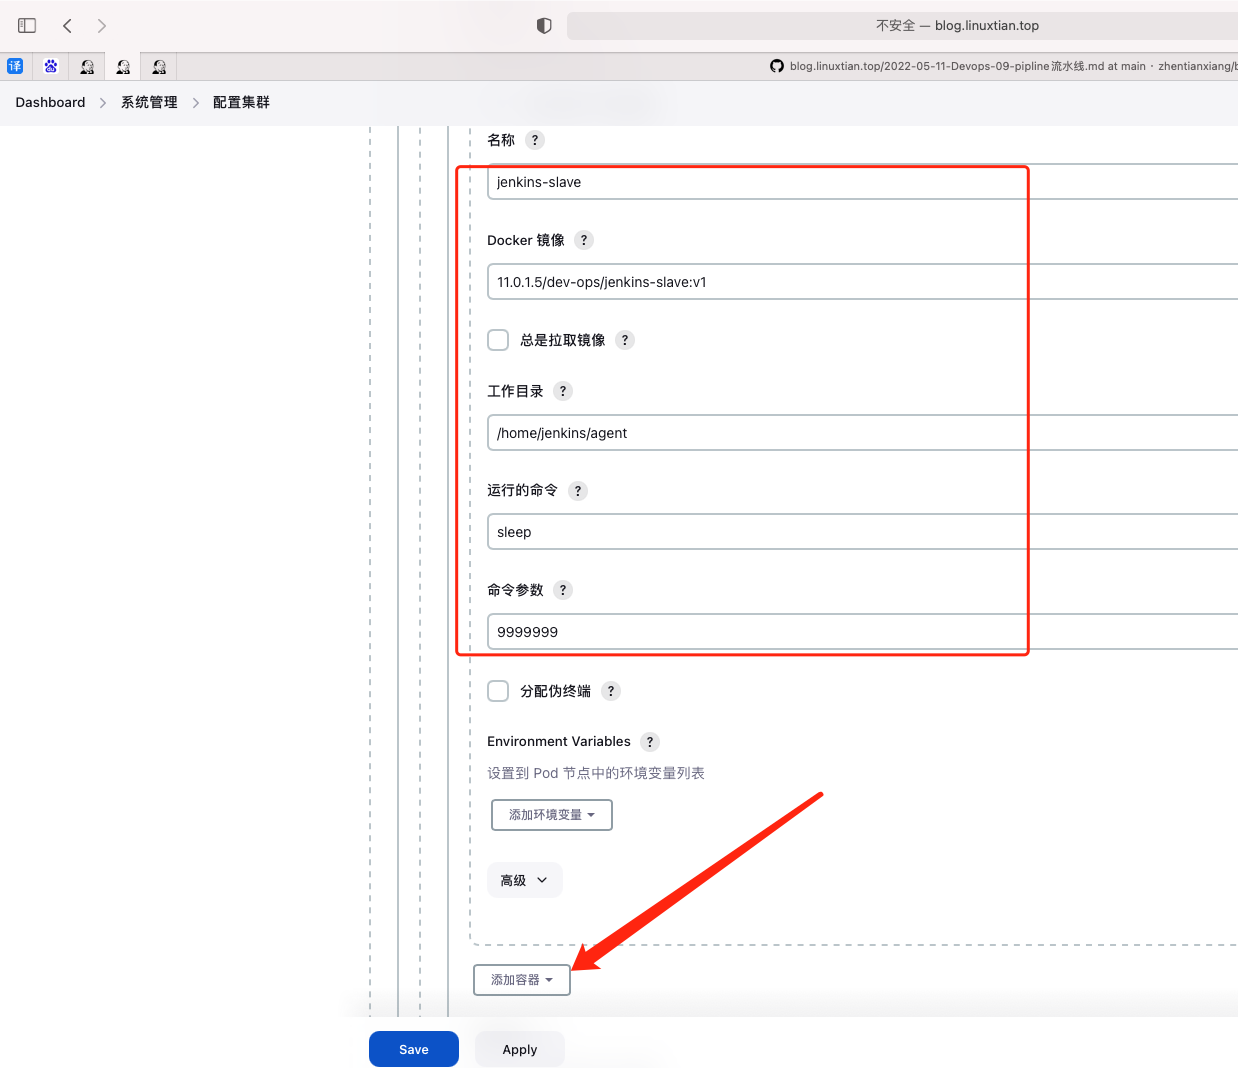 不安全 — blog.linuxtian.top
译
blog.linuxtian.top/2022-05-11-Devops-09-pipline流水线.md at main · zhentianxiang/b
Dashboard 系统管理 配置集群
名称 ?
jenkins-slave
Docker 镜像 ?
11.0.1.5/dev-ops/jenkins-slave:v1
总是拉取镜像 ?
工作目录 ?
/home/jenkins/agent
运行的命令 ?
sleep
命令参数 ?
9999999
分配伪终端 ?
Environment Variables ?
设置到 Pod 节点中的环境变量列表
添加环境变量
高级
添加容器
Save Apply